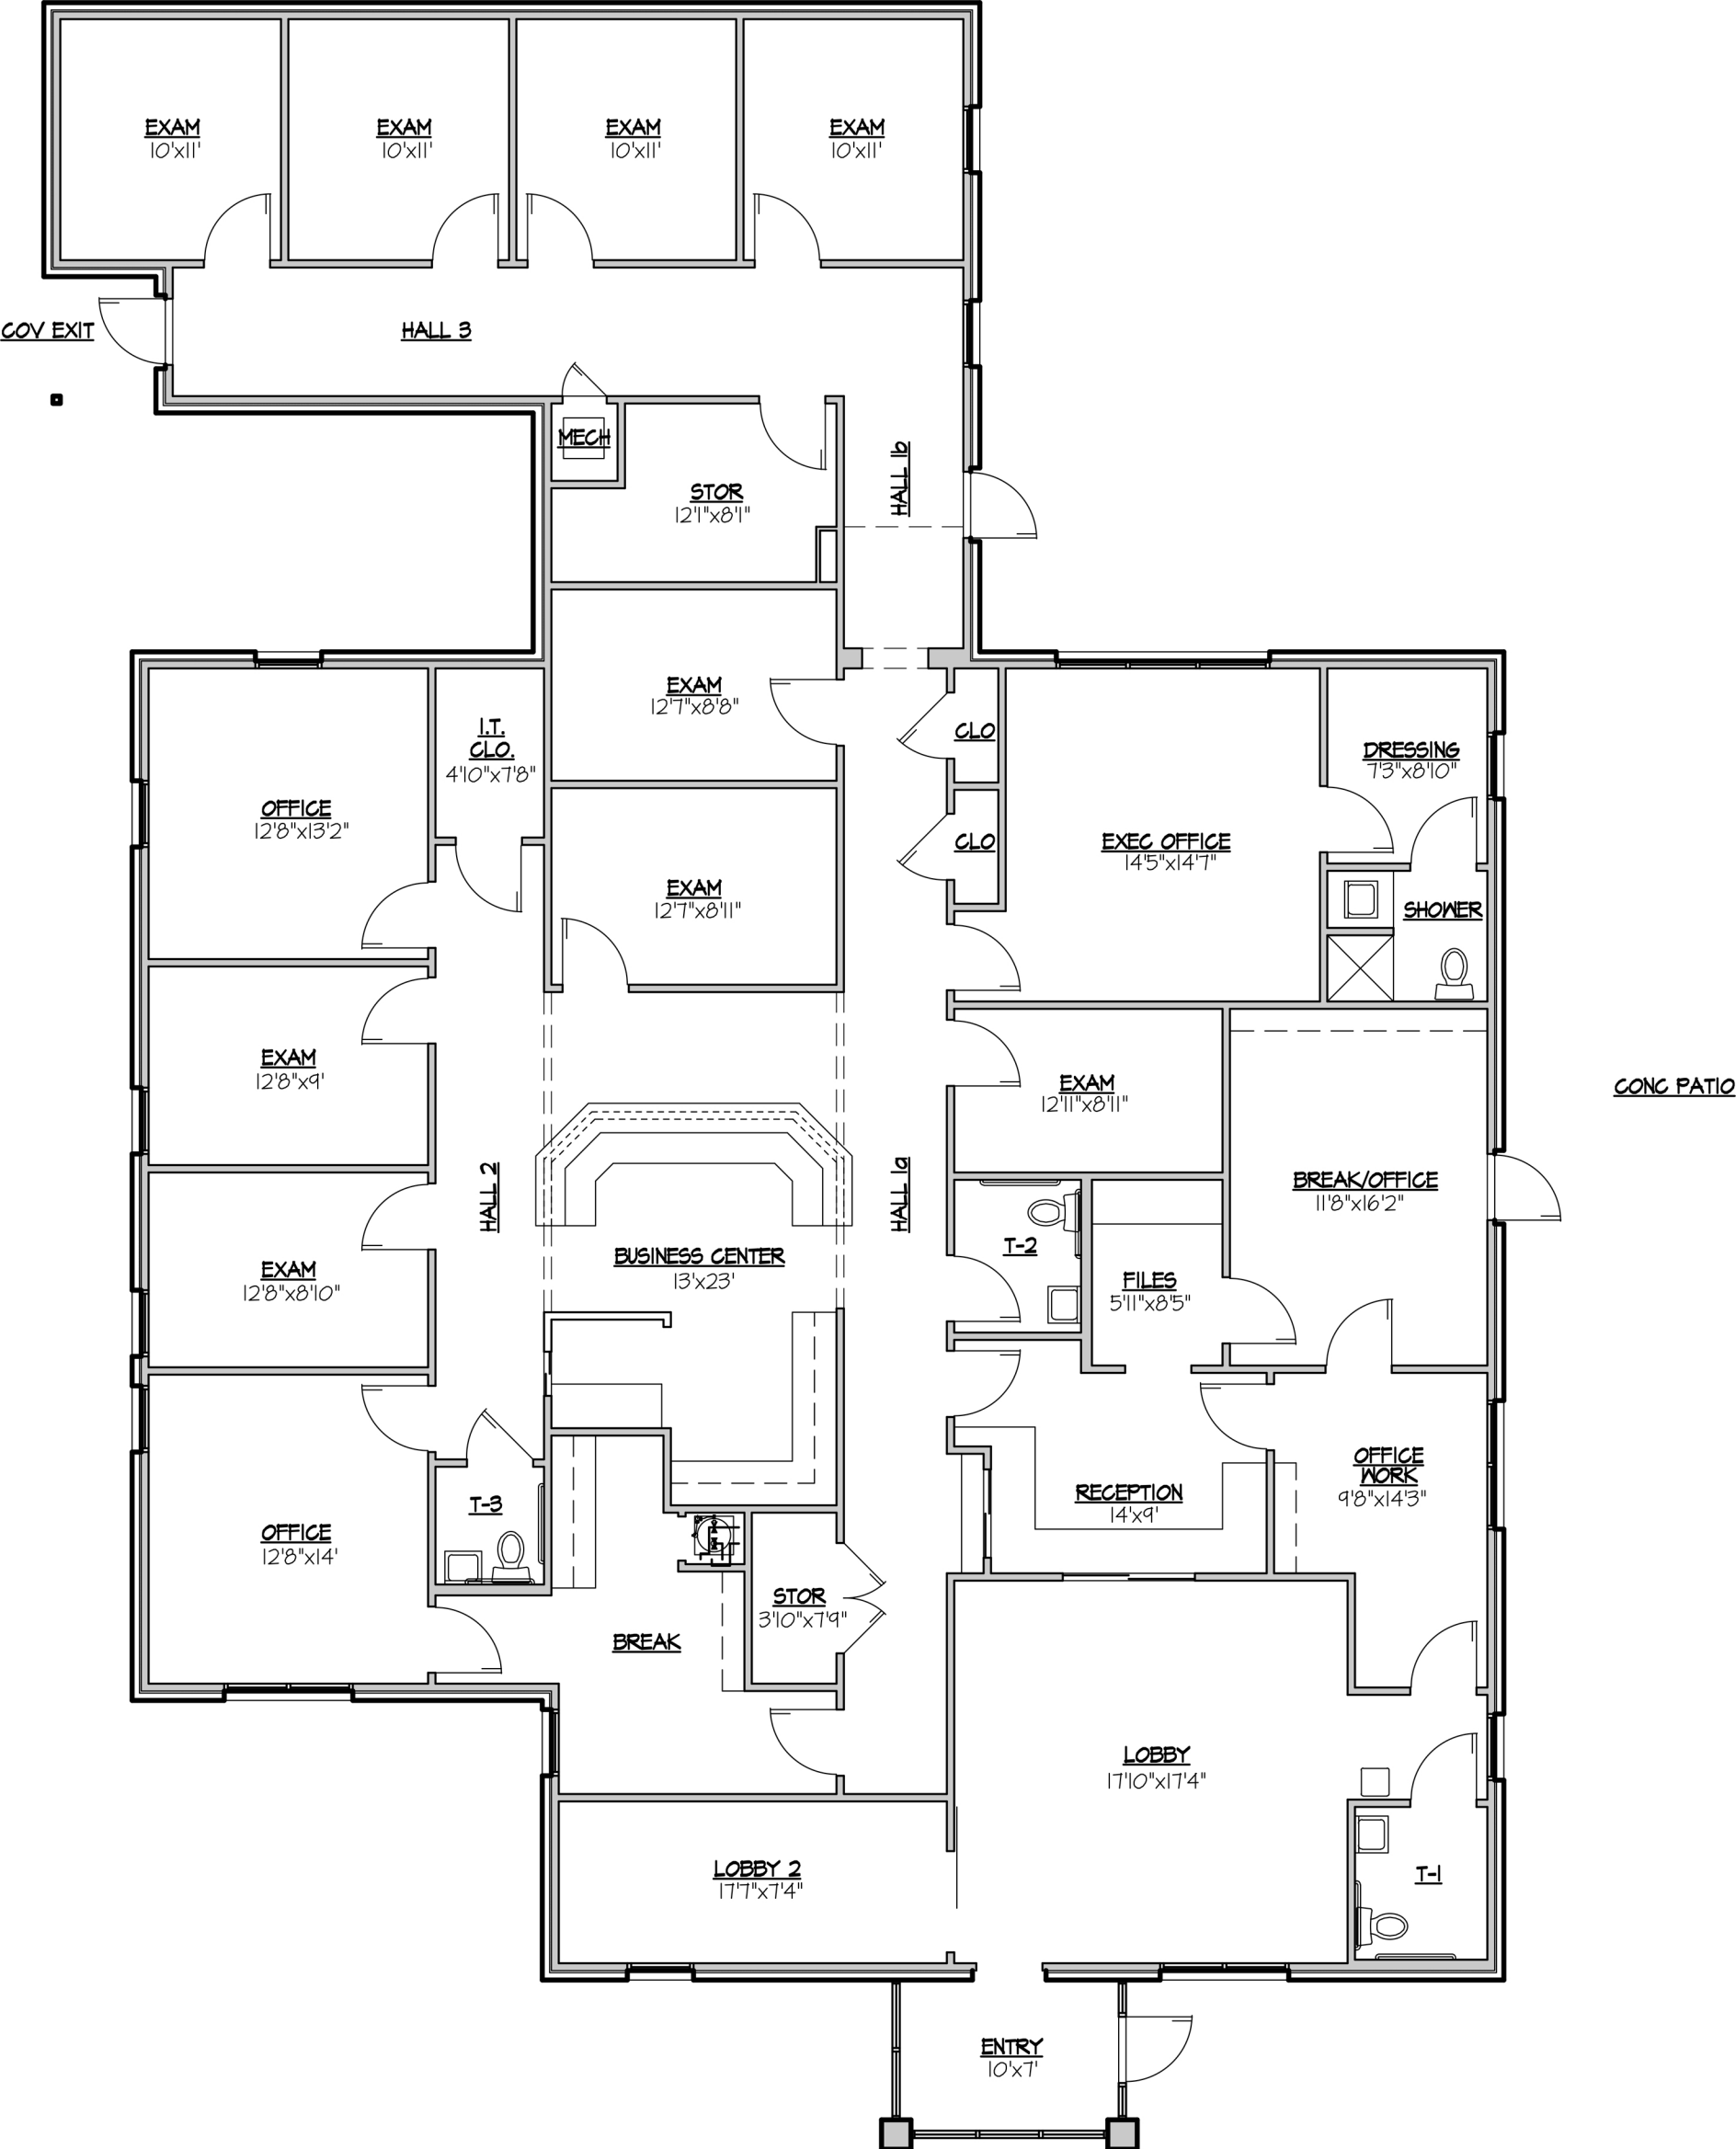 EXAM
10'x11'
EXAM
10'x11'
EXAM
10'x11'
EXAM
10'x11'
COV EXIT
HALL 3
MECH
HALL 1b
STOR
12'1"x8'1"
EXAM
12'7"x8'8"
I.T.
CLO.
4'10"x7'8"
CLO
DRESSING
7'3"x8'10"
OFFICE
12'8"x13'2"
CLO
EXEC OFFICE
14'5"x14'7"
EXAM
12'7"x8'11"
SHOWER
EXAM
12'8"x9'
EXAM
12'11"x8'11"
CONC PATIO
HALL 2
HALL 1a
BREAK/OFFICE
11'8"x16'2"
T-2
BUSINESS CENTER
13'x23'
EXAM
12'8"x8'10"
FILES
5'11"x8'5"
OFFICE
WORK
9'8"x14'3"
RECEPTION
14'x9'
T-3
OFFICE
12'8"x14'
STOR
3'10"x7'9"
BREAK
LOBBY
17'10"x17'4"
LOBBY 2
17'7"x7'4"
T-1
ENTRY
10'x7'